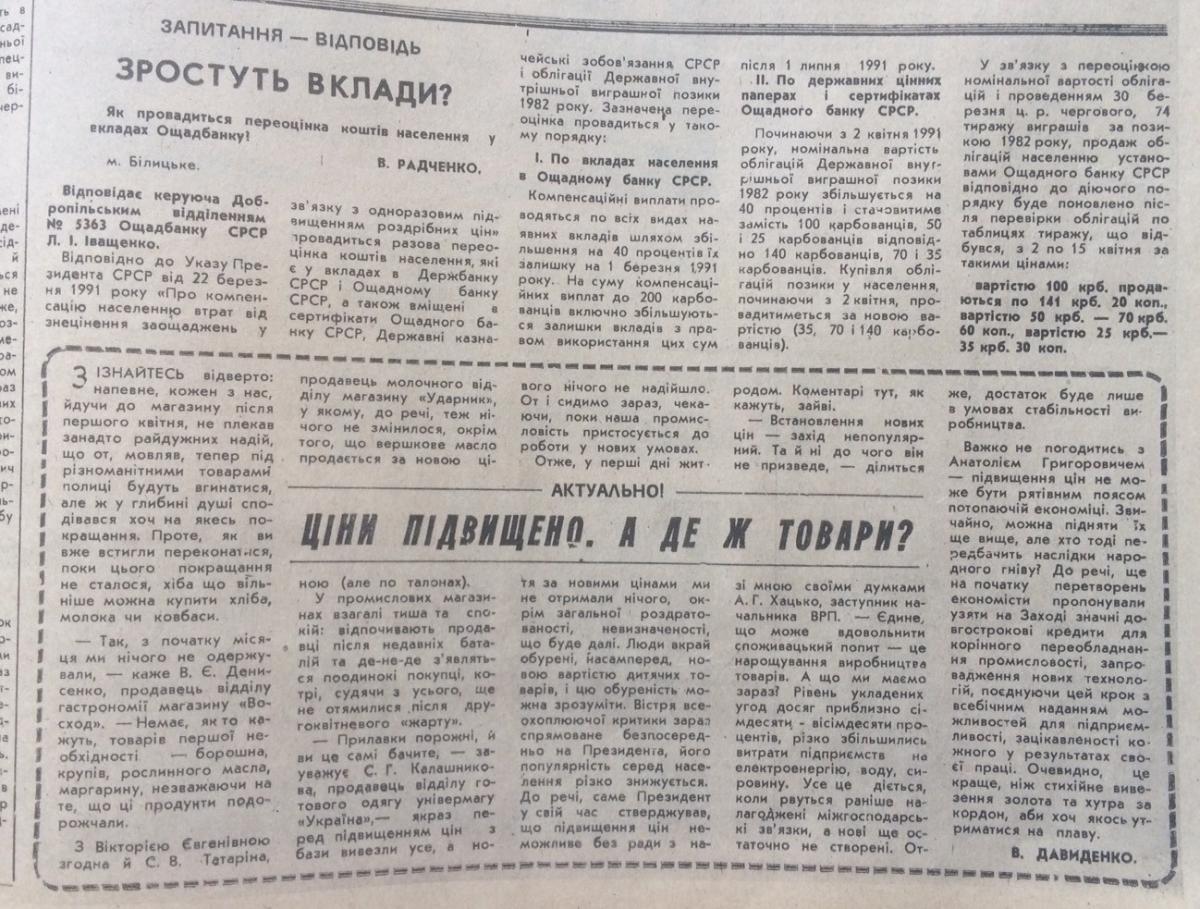 ЗАПИТАННЯ — ВІДПОВІДЬ
ЗРОСТУТЬ ВКЛАДИ?
Як провадиться переоцінка коштів населення у
вкладах Ощадбанку?
В. РАДЧЕНКО.
м. Білицьке.
Відповідає керуюча Доб-
ропільським відділенням
№ 5363 Ощадбанку СРСР
Л. І. Іващенко.
Відповідно до Указу Пре-
зидента СРСР від 22 берез-
ня 1991 року «Про компен-
сацію населенню втрат від
знецінення заощаджень у
зв'язку з одноразовим під-
вищенням роздрібних цін»
провадиться разова перео-
цінка коштів населення, які
є у вкладах в Держбанку
СРСР і Ощадному банку
СРСР, а також вміщені в
сертифікати Ощадного ба-
нку СРСР, Державні казна-
чейські зобов'язання СРСР
і облігації Державної вну-
трішньої виграшної позики
1982 року. Зазначена пере-
оцінка провадиться у тако-
му порядку:
І. По вкладах населення
в Ощадному банку СРСР.
Компенсаційні виплати про-
водяться по всіх видах на-
явних вкладів шляхом збі-
льшення на 40 процентів їх
залишку на 1 березня 1991
року. На суму компенсацій-
них виплат до 200 карбо-
ванців включно збільшують-
ся залишки вкладів з пра-
вом використання цих сум
після 1 липня 1991 року.
ІІ. По державних цінних
паперах і сертифікатах
Ощадного банку СРСР.
Починаючи з 2 квітня 1991
року, номінальна вартість
облігацій Державної внут-
рішньої виграшної позики
1982 року збільшується на
40 процентів і становитиме
замість 100 карбованців, 50
і 25 карбованців відповід-
но 140 карбованців, 70 і 35
карбованців. Купівля облі-
гацій позики у населення,
починаючи з 2 квітня, про-
вадитиметься за новою ва-
ртістю (35, 70 і 140 карбо-
ванців).
У зв'язку з переоцінкою
номінальної вартості обліга-
цій і проведенням 30 бе-
резня ц. р. чергового, 74
тиражу виграшів за пози-
кою 1982 року, продаж об-
лігацій населенню устано-
вами Ощадного банку СРСР
відповідно до діючого по-
рядку буде поновлено піс-
ля перевірки облігацій по
таблицях тиражу, що від-
бувся, з 2 по 15 квітня за
такими цінами:
вартістю 100 крб. прода-
ються по 141 крб. 20 коп.,
вартістю 50 крб. — 70 крб.
60 коп., вартістю 25 крб.—
35 крб. 30 коп.
ЗІЗНАЙТЕСЬ відверто:
напевне, кожен з нас,
йдучи до магазину після
першого квітня, не плекав
занадто райдужних надій,
що от, мовляв, тепер під
різноманітними товарами
полиці будуть вгинатися,
але ж у глибині душі спо-
дівався хоч на якесь по-
кращання. Проте, як ви
вже встигли переконатися,
поки цього покращання
не сталося, хіба що віль-
ніше можна купити хліба,
молока чи ковбаси.
— Так, з початку міся-
ця ми нічого не одержу-
вали, — каже В. Є. Дени-
сенко, продавець відділу
гастрономії магазину «Во-
сход». — Немає, як то ка-
жуть, товарів першої не-
обхідності — борошна,
крупів, рослинного масла,
маргарину, незважаючи на
те, що ці продукти подо-
рожчали.
З Вікторією Євгенівною
згодна й С. В. Татаріна,
продавець молочного від-
ділу магазину «Ударник»,
у якому, до речі, теж ні-
чого не змінилося, окрім
того, що вершкове масло
продається за новою ці-
АКТУАЛЬНО!
ЦІНИ ПІДВИЩЕНО. А ДЕ Ж ТОВАРИ?
ною (але по талонах).
У промислових магази-
нах взагалі тиша та спо-
кій: відпочивають прода-
вці після недавніх бата-
лій та де-не-де з'являть-
ся поодинокі покупці, ко-
трі, судячи з усього, ще
не отямилися після дру-
гоквітневого «жарту».
— Прилавки порожні, й
ви це самі бачите, — за-
уважує С. Г. Калашнико-
ва, продавець відділу го-
тового одягу універмагу
«Україна»,— якраз пе-
ред підвищенням цін з
бази вивезли усе, а но-
вого нічого не надійшло.
От і сидимо зараз, чека-
ючи, поки наша промис-
ловість пристосується до
роботи у нових умовах.
Отже, у перші дні жит-
тя за новими цінами ми
не отримали нічого, ок-
рім загальної роздрато-
ваності, невизначеності,
що буде далі. Люди вкрай
обурені, насамперед, но-
вою вартістю дитячих то-
варів, і цю обуреність мо-
жна зрозуміти. Вістря все-
охоплюючої критики зараз
спрямоване безпосеред-
ньо на Президента, його
популярність серед насе-
лення різко знижується.
До речі, саме Президент
у свій час стверджував,
що підвищення цін не-
можливе без ради з на-
родом. Коментарі тут, як
кажуть, зайві.
— Встановлення нових
цін — захід непопуляр-
ний. Та й ні до чого він
не призведе, — ділиться
зі мною своїми думками
А. Г. Хацько, заступник на-
чальника ВРП. — Єдине,
що може вдовольнити
споживацький попит — це
нарощування виробництва
товарів. А що ми маємо
зараз? Рівень укладених
угод досяг приблизно сі-
мдесяти - вісімдесяти про-
центів, різко збільшились
витрати підприємств на
електроенергію, воду, си-
ровину. Усе це діється,
коли рвуться раніше на-
лагоджені міжгосподарсь-
кі зв'язки, а нові ще ос-
таточно не створені. От-
же, достаток буде лише
в умовах стабільності ви-
робництва.
Важко не погодитись з
Анатолієм Григоровичем
— підвищення цін не мо-
же бути рятівним поясом
потопаючій економіці. Зви-
чайно, можна підняти їх
ще вище, але хто тоді пе-
редбачить наслідки наро-
дного гніву? До речі, ще
на початку перетворень
економісти пропонували
узяти на Заході значні до-
вгострокові кредити для
корінного переобладнан-
ня промисловості, запро-
вадження нових техноло-
гій, поєднуючи цей крок з
всебічним наданням мо-
жливостей для підприєм-
ливості, зацікавленості ко-
жного у результатах сво-
єї праці. Очевидно, це
краще, ніж стихійне виве-
зення золота та хутра за
кордон, аби хоч якось ут-
риматися на плаву.
В. ДАВИДЕНКО.